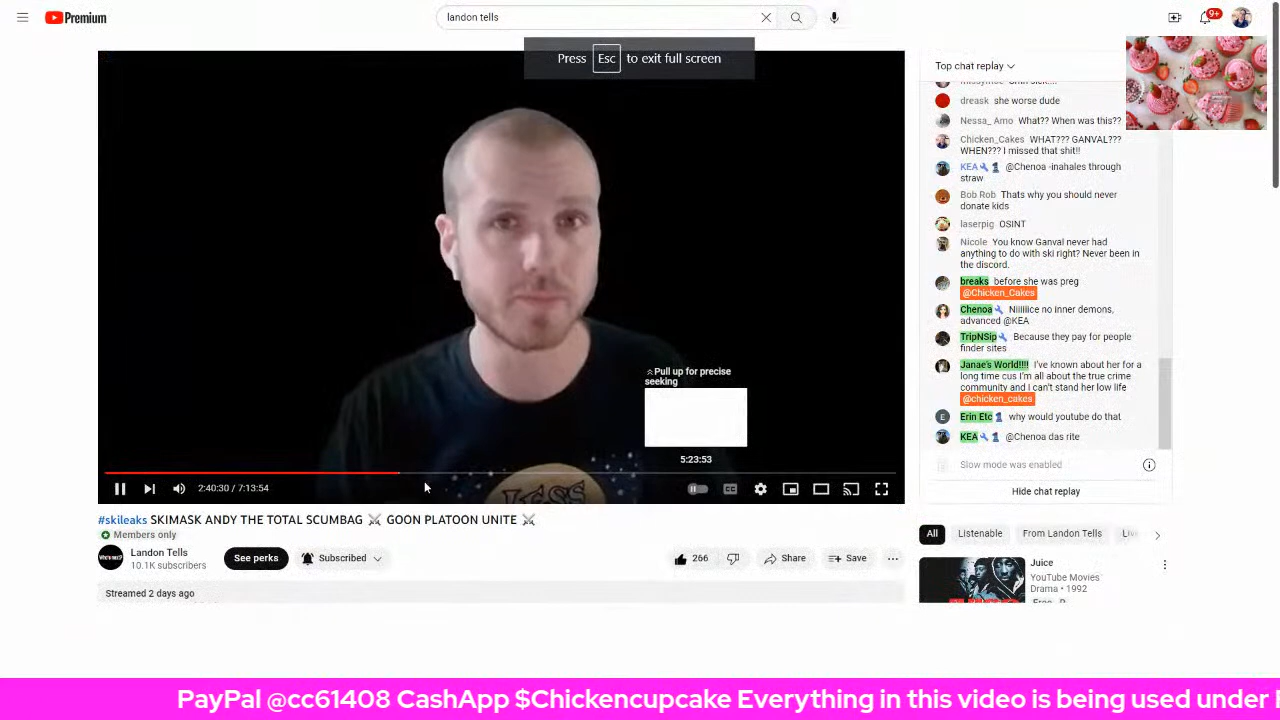 Premium
landon tells
9+
Press Esc to exit full screen
Pull up for precise
seeking
5:23:53
2:40:30 / 7:13:54
#skileaks SKIMASK ANDY THE TOTAL SCUMBAG ⚔ GOON PLATOON UNITE ⚔
Members only
Landon Tells
10.1K subscribers
See perks
Subscribed
266
Share
Save
Streamed 2 days ago
Top chat replay
dreask she worse dude
Nessa_ Amo What?? When was this??
Chicken_Cakes WHAT??? GANVAL???
WHEN??? I missed that shit!!
KEA @Chenoa -inahales through
straw
Bob Rob Thats why you should never
donate kids
laserpig OSINT
Nicole You know Ganval never had
anything to do with ski right? Never been in
the discord.
breaks before she was preg
@Chicken_Cakes
Chenoa Niiiiiice no inner demons,
advanced @KEA
TripNSip Because they pay for people
finder sites
Janae's World!!!! I've known about her for a
long time cus I'm all about the true crime
community and I can't stand her low life
@chicken_cakes
Erin Etc why would youtube do that
KEA @Chenoa das rite
Slow mode was enabled
Hide chat replay
All
Listenable
From Landon Tells
Juice
YouTube Movies
Drama • 1992
PayPal @cc61408 CashApp $Chickencupcake Everything in this video is being used under